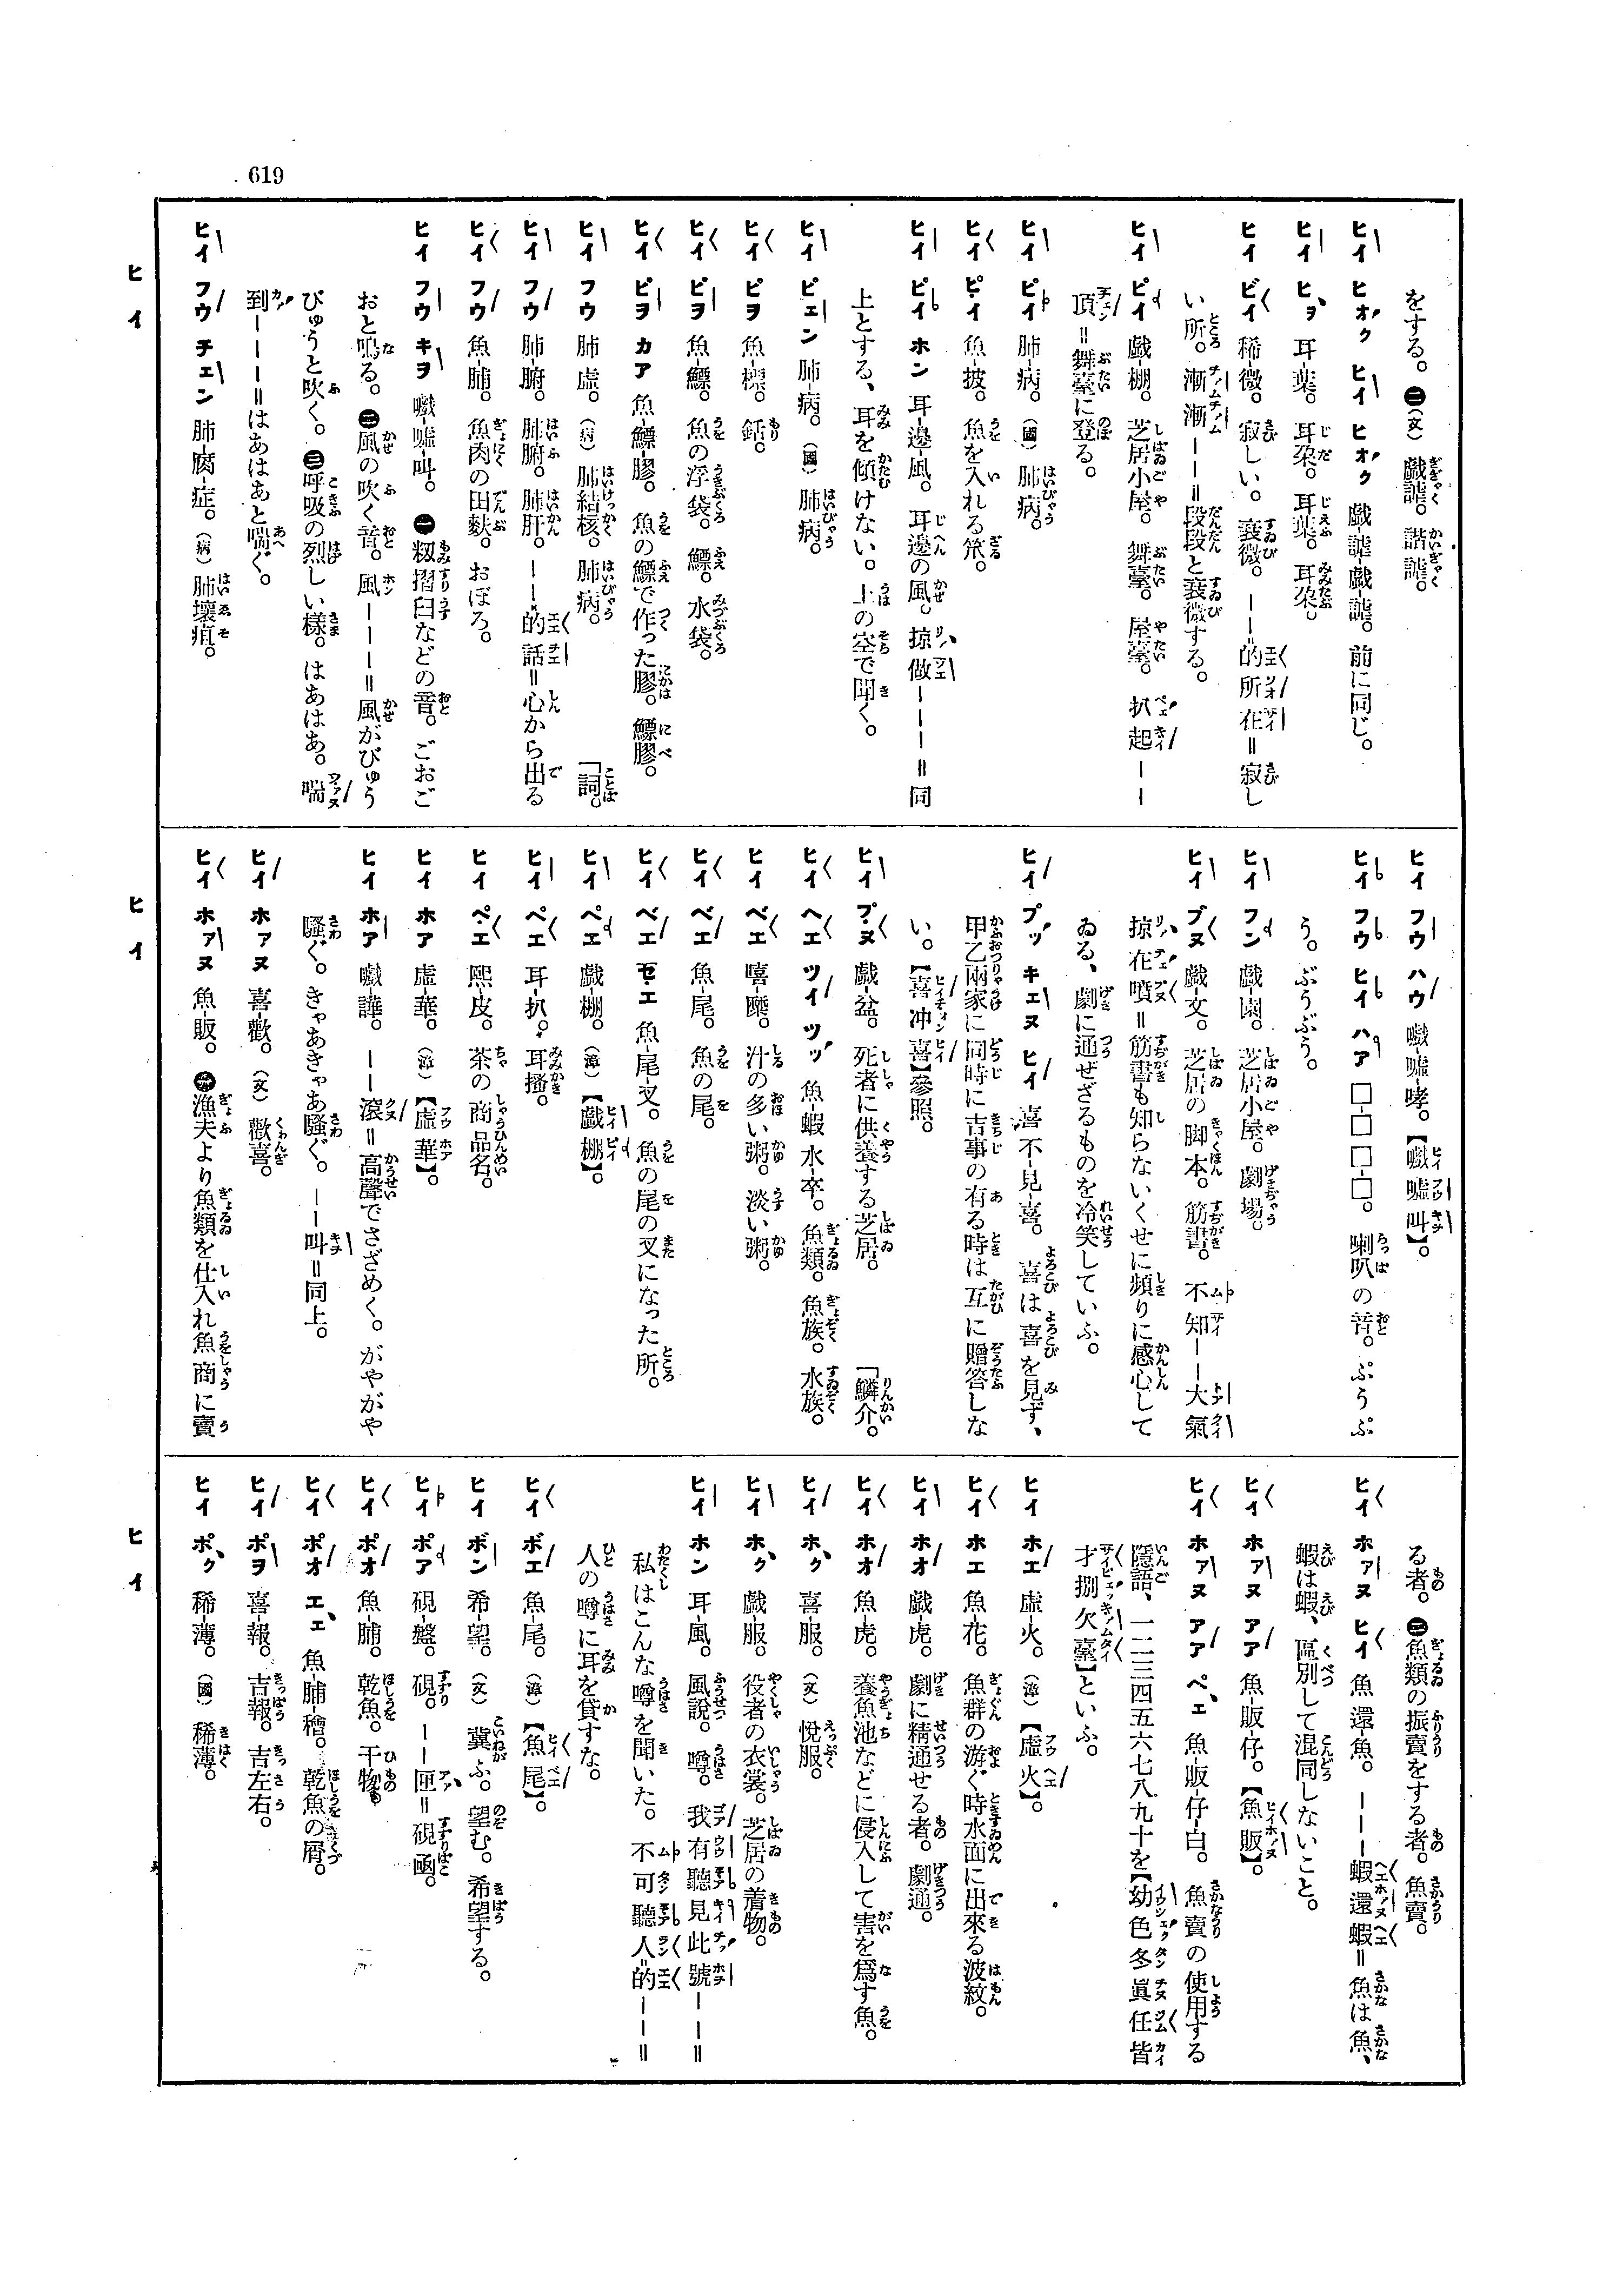 619
をする。㊁(文) 戲謔。諧謔。
ヒイ ヒオク ヒイ ヒオク 戲-謔-戲-謔。前に同じ。
ヒイ ヒヨ 耳-葉。耳朶。耳葉。耳朶。
ヒイ ビイ 稀-微。寂しい。衰微。――的所在=寂し
い所。漸漸――=段段と衰微する。
ヒイ ピイ 戲-棚。芝居小屋。舞臺。屋臺。扒起――
頂=舞臺に登る。
ヒイ ピイ 肺-病。(國) 肺病。
ヒイ ピイ 魚-披。魚を入れる笊。
ヒイ ピイ ホン 耳-邊-風。耳邊の風。掠做―――=同
上とする、耳を傾けない。上の空で聞く。
ヒイ ビェン 肺-病。(國) 肺病。
ヒイ ピヲ 魚-𣛮。銛。
ヒイ ピヲ 魚-鰾。魚の浮袋。鰾。水袋。
ヒイ ピヲ カア 魚-鰾-膠。魚の鰾で作った膠。鰾膠。
ヒイ フウ 肺-虛。(病) 肺結核。肺病。
「詞。
ヒイ フウ 肺-腑。肺腑。肺肝。――的話=心から出る
ヒイ フウ 魚-脯。魚肉の田麩。おぼろ。
ヒイ フウ キヲ 嚱-嘘-叫。㊀籾摺臼などの音。ごおご
おと鳴る。㊁風の吹く音。風―――=風がびゅう
びゅうと吹く。㊂呼吸の烈しい樣。はあはあ。喘
到―――=はあはあと喘ぐ。
ヒイ フウ チェン 肺-腐-症。(病) 肺壞疽。
ヒイ フウ ハウ 嚱-嘘-哮。【嚱嘘叫】。
ヒイ フウ ヒイ ハア □-□-□-□。喇叭の音。ぷうぷ
う。ぶうぶう。
ヒイ フン 戲-園。芝居小屋。劇場。
ヒイ ブヌ 戲-文。芝居の脚本。筋書。不知――大氣
掠在噴=筋書も知らないくせに頻りに感心して
ゐる、劇に通ぜざるものを冷笑していふ。
ヒイ プッ キェヌ ヒイ 喜不-見-喜。喜は喜を見ず、
甲乙兩家に同時に吉事の有る時は互に贈答しな
い。【喜冲喜】參照。
ヒイ プヌ 戲-盆。死者に供養する芝居。
「鱗介。
ヒイ ヘエ ツイ ツッ 魚-蝦水-卒。魚類。魚族。水族。
ヒイ ベエ 嘻-糜。汁の多い粥。淡い粥。
ヒイ ベエ 魚-尾。魚の尾。
ヒイ ベエ セエ 魚-尾-叉。魚の尾の叉になった所。
ヒイ ペエ 戲-棚。(漳)【戲棚】。
ヒイ ペエ 耳-扒。耳搔。
ヒイ ペエ 熙-皮。茶の商品名。
ヒイ ホア 虛-華。(漳)【虛華】。
ヒイ ホア 嚱-譁。――滾=高聲でさざめく。がやがや
騷ぐ。きゃあきゃあ騷ぐ。――叫=同上。
ヒイ ホァヌ 喜-歡。(文) 歡喜。
ヒイ ホァヌ 魚-販。㊀漁夫より魚類を仕入れ魚商に賣
る者。㊁魚類の振賣をする者。魚賣。
ヒイ ホァヌ ヒイ 魚還魚。―――蝦還蝦=魚は魚、
蝦は蝦、區別して混同しないこと。
ヒイ ホァヌ アア 魚-販-仔。【魚販】。
ヒイ ホァヌ アア ペェ 魚-販-仔-白。魚賣の使用する
隱語、一二三四五六七八九十を【幼色冬眞任皆
才捌欠臺】といふ。
ヒイ ホエ 虛-火。(漳)【虛火】。
ヒイ ホエ 魚-花。魚群の游ぐ時水面に出來る波紋。
ヒイ ホオ 戲-虎。劇に精通せる者。劇通。
ヒイ ホオ 魚-虎。養魚池などに侵入して害を爲す魚。
ヒイ ホク 喜-服。(文) 悅服。
ヒイ ホク 戲-服。役者の衣裳。芝居の着物。
ヒイ ホン 耳-風。風說。噂。我有聽見此號――=
私はこんな噂を聞いた。不可聽人的――=
人の噂に耳を貸すな。
ヒイ ボエ 魚-尾。(漳)【魚尾】。
ヒイ ボン 希-望。(文) 冀ふ。望む。希望する。
ヒイ ポア 硯-盤。硯。――匣=硯凾。
ヒイ ポオ 魚-脯。乾魚。干物。
ヒイ ポオ エェ 魚-脯-檜。乾魚の屑。
ヒイ ポヲ 喜-報。吉報。吉左右。
ヒイ ポク 稀-薄。(國) 稀薄。
ヒイ
ヒイ
ヒイ